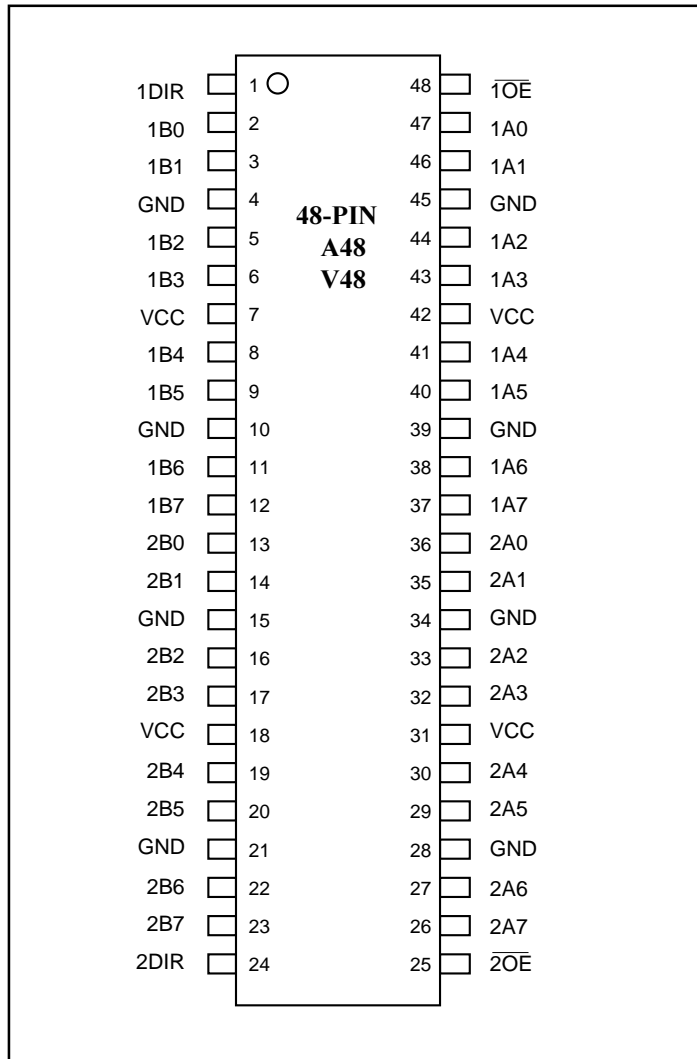 1DIR 1 48 1O̅E̅
1B0 2 47 1A0
1B1 3 46 1A1
GND 4 45 GND
48-PIN
1B2 5 44 1A2
A48
1B3 6 43 1A3
V48
VCC 7 42 VCC
1B4 8 41 1A4
1B5 9 40 1A5
GND 10 39 GND
1B6 11 38 1A6
1B7 12 37 1A7
2B0 13 36 2A0
2B1 14 35 2A1
GND 15 34 GND
2B2 16 33 2A2
2B3 17 32 2A3
VCC 18 31 VCC
2B4 19 30 2A4
2B5 20 29 2A5
GND 21 28 GND
2B6 22 27 2A6
2B7 23 26 2A7
2DIR 24 25 2O̅E̅